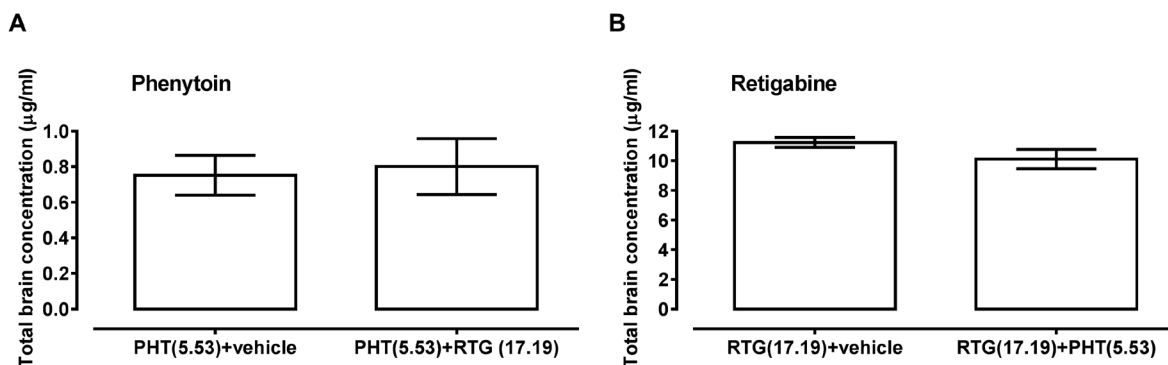 A
B
Phenytoin
Retigabine
Total brain concentration (μg/ml)
1.0
0.8
0.6
0.4
0.2
0.0
PHT(5.53)+vehicle
PHT(5.53)+RTG (17.19)
Total brain concentration (μg/ml)
12
10
8
6
4
2
0
RTG(17.19)+vehicle
RTG(17.19)+PHT(5.53)